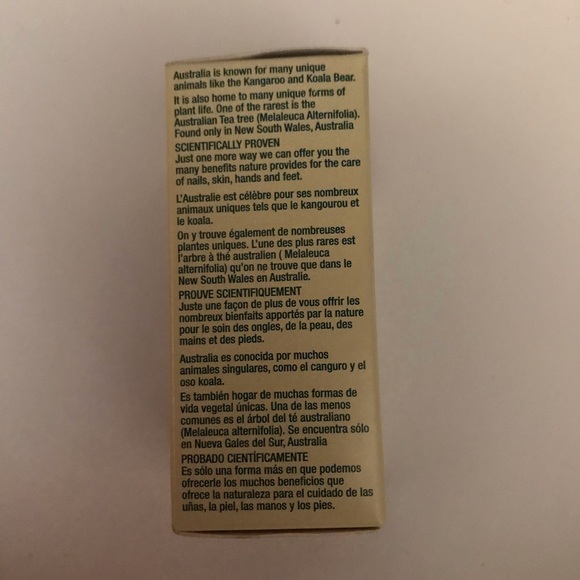 Australia is known for many unique
animals like the Kangaroo and Koala Bear.
It is also home to many unique forms of
plant life. One of the rarest is the
Australian Tea tree (Melaleuca Alternifolia).
Found only in New South Wales, Australia
SCIENTIFICALLY PROVEN
Just one more way we can offer you the
many benefits nature provides for the care
of nails, skin, hands and feet.
L'Australie est célèbre pour ses nombreux
animaux uniques tels que le kangourou et
le koala.
On y trouve également de nombreuses
plantes uniques. L'une des plus rares est
l'arbre à thé australien ( Melaleuca
alternifolia) qu'on ne trouve que dans le
New South Wales en Australie.
PROUVE SCIENTIFIQUEMENT
Juste une façon de plus de vous offrir les
nombreux bienfaits apportés par la nature
pour le soin des ongles, de la peau, des
mains et des pieds.
Australia es conocida por muchos
animales singulares, como el canguro y el
oso koala.
Es también hogar de muchas formas de
vida vegetal únicas. Una de las menos
comunes es el árbol del té australiano
(Melaleuca alternifolia). Se encuentra sólo
en Nueva Gales del Sur, Australia
PROBADO CIENTÍFICAMENTE
Es sólo una forma más en que podemos
ofrecerle los muchos beneficios que
ofrece la naturaleza para el cuidado de las
uñas, la piel, las manos y los pies.